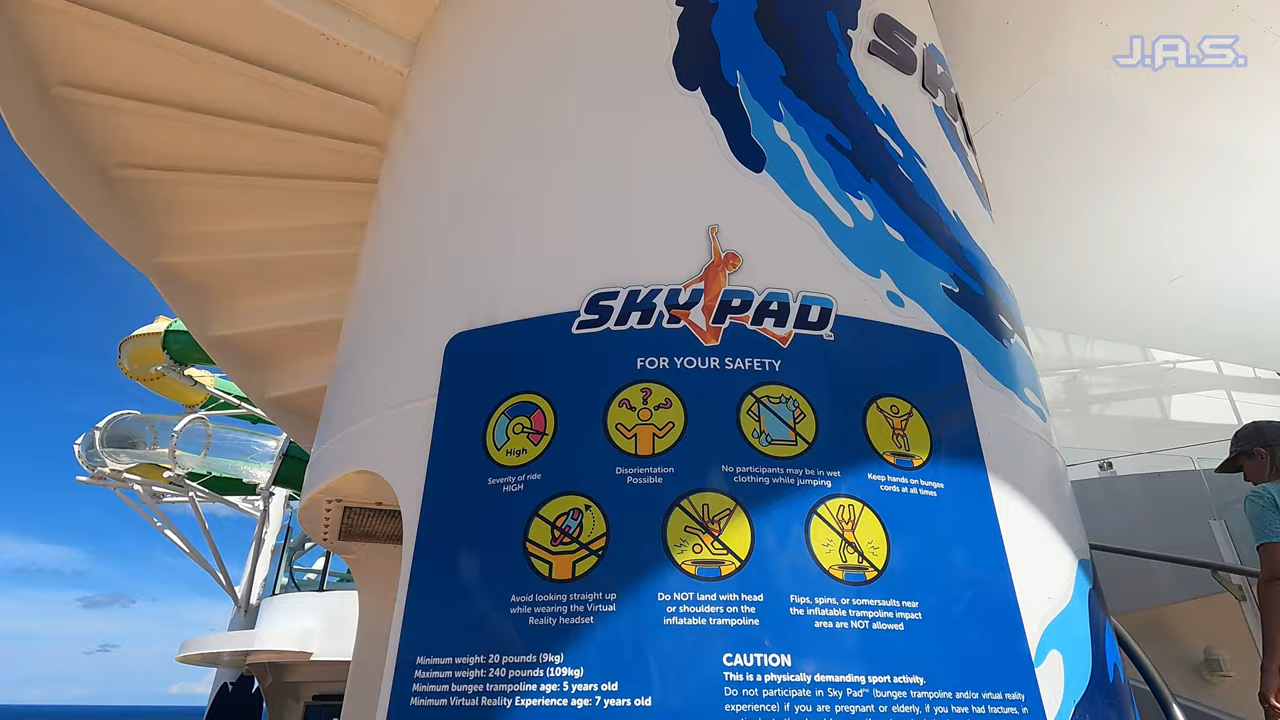 J.A.S.
SKY
SKY PAD SM
FOR YOUR SAFETY
High
Severity of ride
HIGH
? ? ?
Disorientation
Possible
No participants may be in wet
clothing while jumping
Keep hands on bungee
cords at all times
Avoid looking straight up
while wearing the Virtual
Reality headset
Do NOT land with head
or shoulders on the
inflatable trampoline
Flips, spins, or somersaults near
the inflatable trampoline impact
area are NOT allowed
Minimum weight: 20 pounds (9kg)
Maximum weight: 240 pounds (109kg)
Minimum bungee trampoline age: 5 years old
Minimum Virtual Reality Experience age: 7 years old
CAUTION
This is a physically demanding sport activity.
Do not participate in Sky Pad™ (bungee trampoline and/or virtual reality
experience) if you are pregnant or elderly, if you have had fractures, in